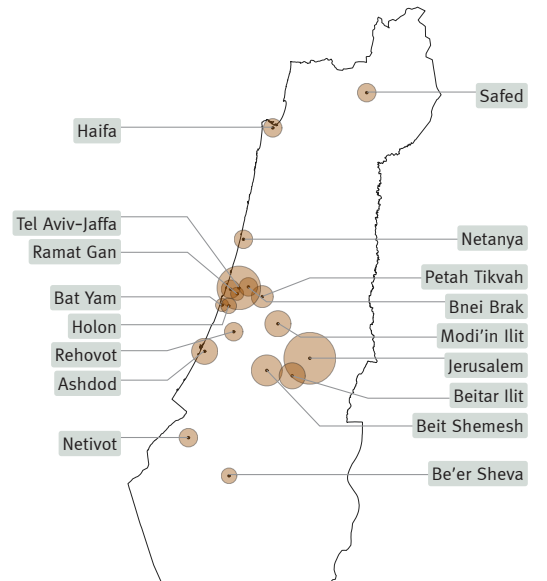 Safed
Haifa
Tel Aviv-Jaffa
Netanya
Ramat Gan
Petah Tikvah
Bat Yam
Bnei Brak
Holon
Modi’in Ilit
Rehovot
Jerusalem
Ashdod
Beitar Ilit
Beit Shemesh
Netivot
Be’er Sheva